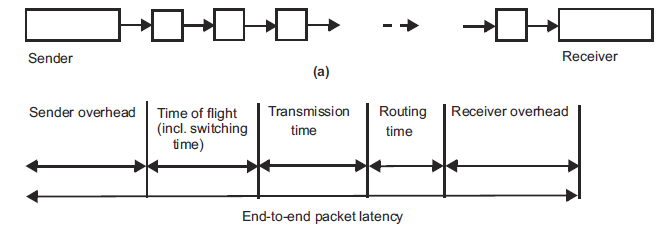 Sender
Receiver
(a)
Sender overhead
Time of flight
(incl. switching
time)
Transmission
time
Routing
time
Receiver overhead
End-to-end packet latency